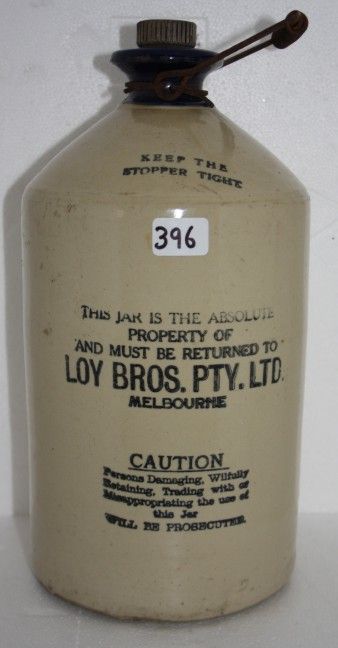 KEEP THE
STOPPER TIGHT
396
THIS JAR IS THE ABSOLUTE
PROPERTY OF
AND MUST BE RETURNED TO
LOY BROS. PTY. LTD.
MELBOURNE
CAUTION
Persons Damaging, Wilfully
Retaining, Trading with or
Misappropriating the use of
this Jar
WILL BE PROSECUTED.